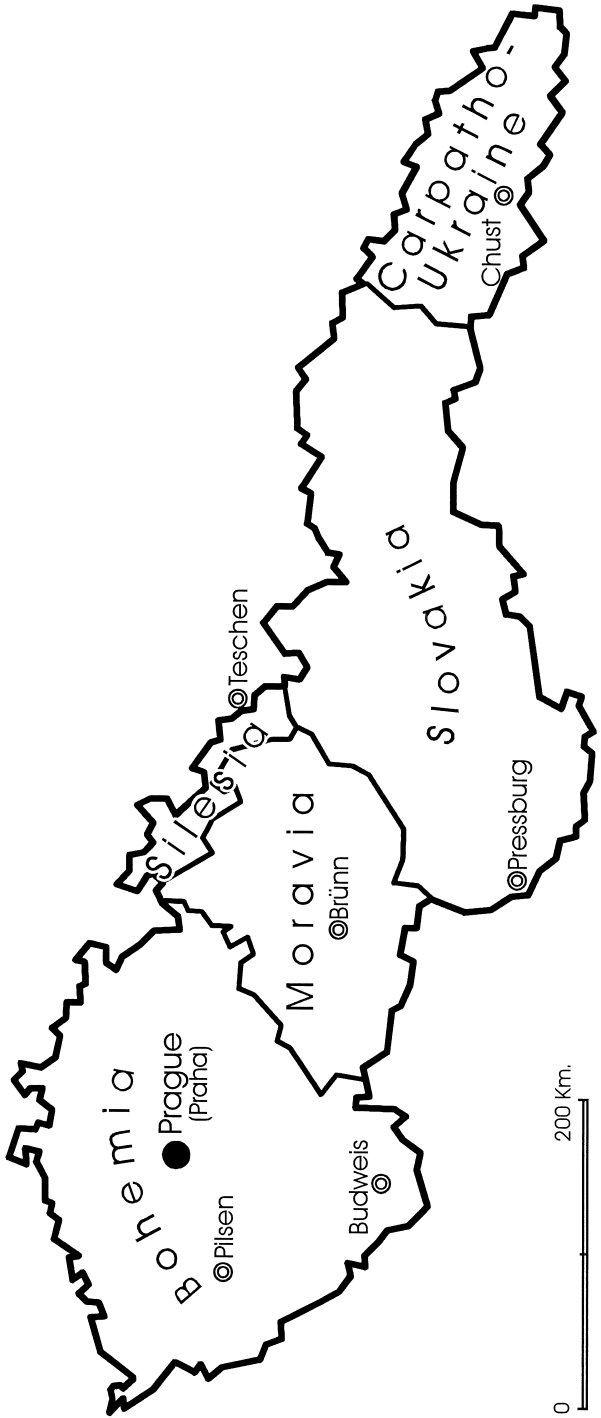 Bohemia
Prague
(Praha)
Pilsen
Budweis
Silesia
Teschen
Moravia
Brünn
Slovakia
Pressburg
Carpatho-
Ukraine
Chust
0
200 Km.